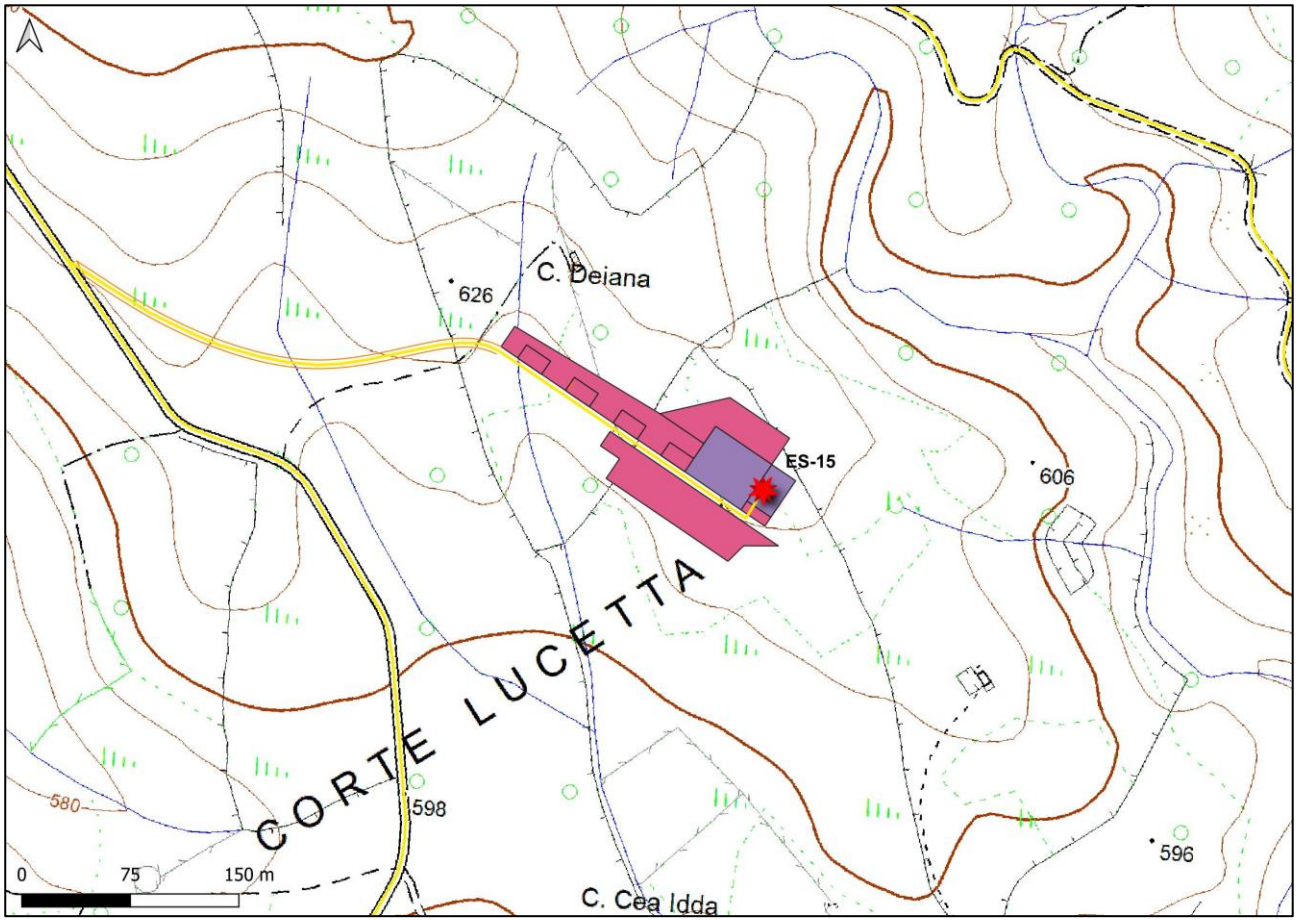 C. Deiana
626
ES-15
606
CORTE LUCETTA
580
598
596
0 75 150 m
C. Cea Idda